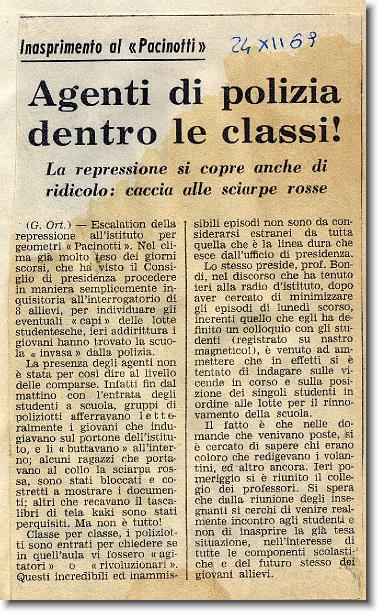 Inasprimento al «Pacinotti»
24 XII 69
Agenti di polizia
dentro le classi!
La repressione si copre anche di
ridicolo: caccia alle sciarpe rosse
(G. Ort.) — Escalation della
repressione all'istituto per
geometri «Pacinotti». Nel cli-
ma già molto teso dei giorni
scorsi, che ha visto il Consi-
glio di presidenza procedere
in maniera semplicemente in-
quisitoria all'interrogatorio di
8 allievi, per individuare gli
eventuali «capi» delle lotte
studentesche, ieri addirittura i
giovani hanno trovato la scuo-
la «invasa» dalla polizia.
La presenza degli agenti non
è stata per così dire al livello
delle comparse. Infatti fin dal
mattino con l'entrata degli
studenti a scuola, gruppi di
poliziotti afferravano lette-
ralmente i giovani che indu-
giavano sul portone dell'istitu-
to, e li «buttavano» all'inter-
no; alcuni ragazzi che porta-
vano al collo la sciarpa ros-
sa, sono stati bloccati e co-
stretti a mostrare i documen-
ti; altri che recavano il tasca-
libri di tela kaki sono stati
perquisiti. Ma non è tutto!
Classe per classe, i poliziot-
ti sono entrati per chiedere se
in quell'aula vi fossero «agi-
tatori» o «rivoluzionari».
Questi incredibili ed inammis-
sibili episodi non sono da con-
siderarsi estranei da tutta
quella che è la linea dura che
esce dall'ufficio di presidenza.
Lo stesso preside, prof. Bon-
di, nel discorso che ha tenuto
ieri alla radio d'istituto, dopo
aver cercato di minimizzare
gli episodi di lunedì scorso,
inerenti quello che egli ha de-
finito un colloquio con gli stu-
denti (registrato su nastro
magnetico!), è venuto ad am-
mettere che in effetti si è
tentato di indagare sulle vi-
cende in corso e sulla posi-
zione dei singoli studenti in
ordine alle lotte per il rinno-
vamento della scuola.
Il fatto è che nelle do-
mande che venivano poste, si
è cercato di sapere chi erano
coloro che redigevano i volan-
tini, ed altro ancora. Ieri po-
meriggio si è riunito il colle-
gio dei professori. Si spera
che dalla riunione degli inse-
gnanti si cerchi di venire real-
mente incontro agli studenti e
non di inasprire la già tesa
situazione, nell'interesse di
tutte le componenti scolasti-
che e del futuro stesso dei
giovani allievi.